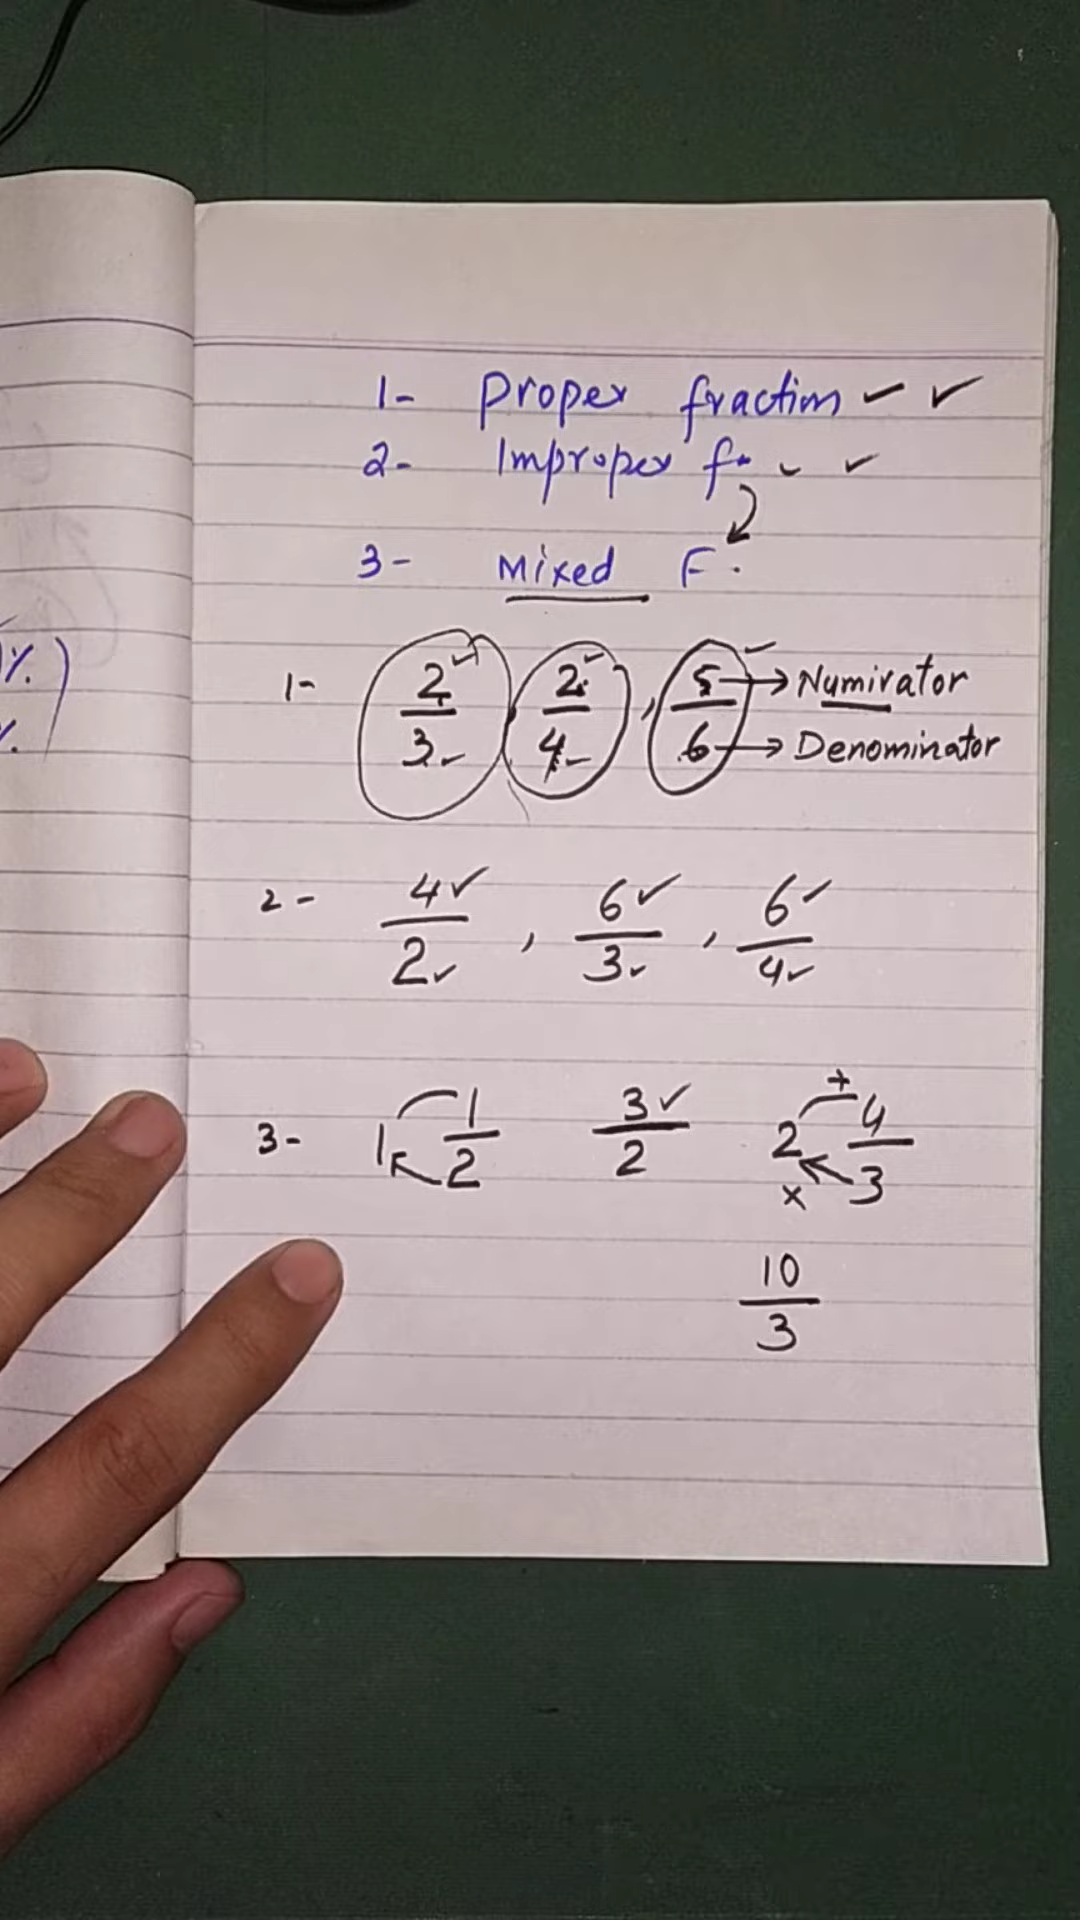 1- Proper fraction ✓ ✓
2- Improper f. ✓ ✓
3- Mixed F.
%.
1- 2/3 , 2/4 , 5/6 → Numirator
→ Denominator
2- 4/2 , 6/3 , 6/4
3- 1 1/2 3/2 2 4/3 + ×
10/3